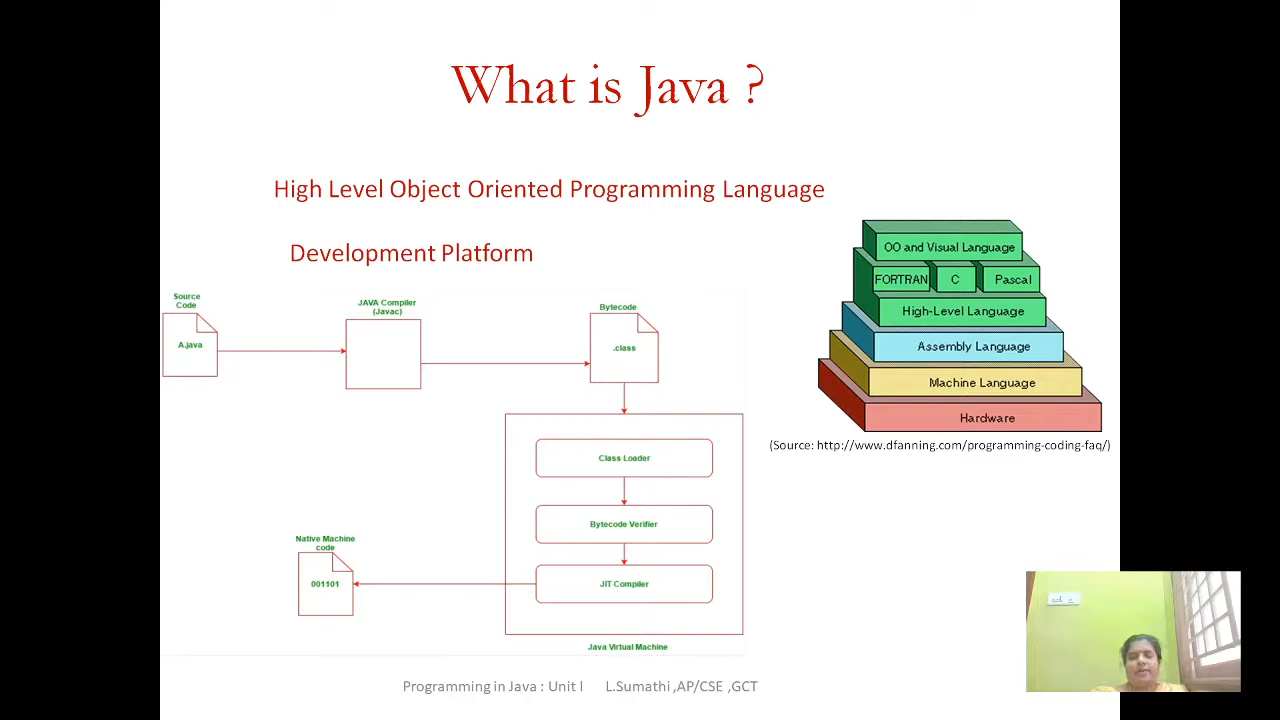 What is Java ?
High Level Object Oriented Programming Language
Development Platform
Source
Code
A.java
JAVA Compiler
(Javac)
Bytecode
.class
Class Loader
Bytecode Verifier
JIT Compiler
Java Virtual Machine
Native Machine
code
001101
OO and Visual Language
FORTRAN C Pascal
High-Level Language
Assembly Language
Machine Language
Hardware
(Source: http://www.dfanning.com/programming-coding-faq/)
Programming in Java : Unit I L.Sumathi ,AP/CSE ,GCT